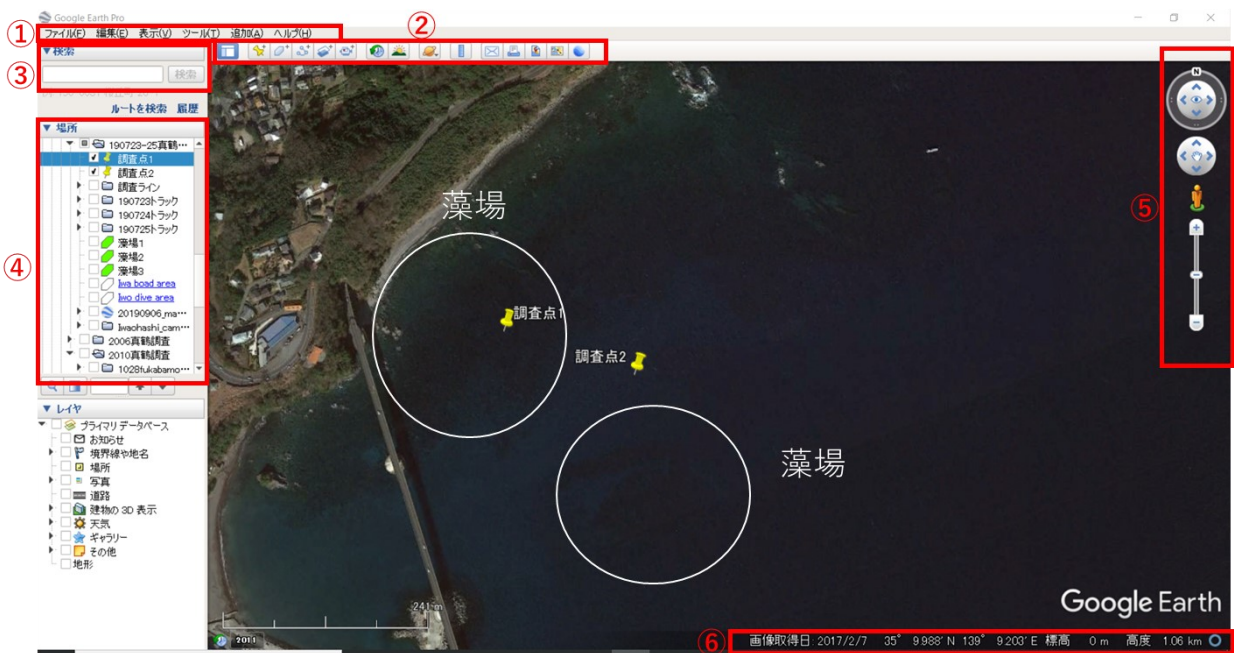 Google Earth Pro
①
ファイル(F) 編集(E) 表示(V) ツール(T) 追加(A) ヘルプ(H)
②
▼検索
③
検索
ルートを検索 履歴
▼ 場所
④
190723-25真鶴…
調査点1
調査点2
調査ライン
190723トラック
190724トラック
190725トラック
藻場1
藻場2
藻場3
Iwa boad area
Iwo dive area
20190906_ma…
Iwaohashi_cam…
2006真鶴調査
2010真鶴調査
1028fukabamo…
▼ レイヤ
プライマリ データベース
お知らせ
境界線や地名
場所
写真
道路
建物の 3D 表示
天気
ギャラリー
その他
地形
藻場
調査点1
調査点2
藻場
N
⑤
241 m
2011
Google Earth
⑥
画像取得日: 2017/2/7 35° 9.988' N 139° 9.203' E 標高 0 m 高度 1.06 km